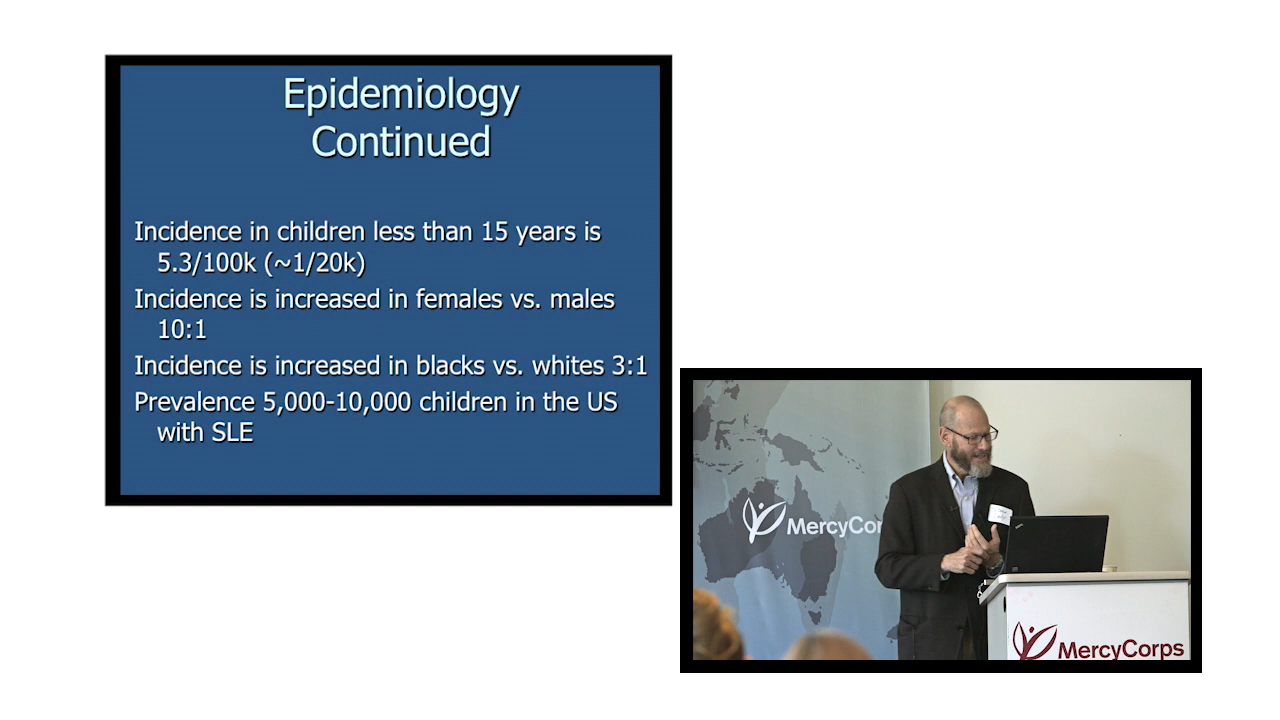 Epidemiology
Continued
Incidence in children less than 15 years is
5.3/100k (~1/20k)
Incidence is increased in females vs. males
10:1
Incidence is increased in blacks vs. whites 3:1
Prevalence 5,000-10,000 children in the US
with SLE
MercyCor
MercyCorps